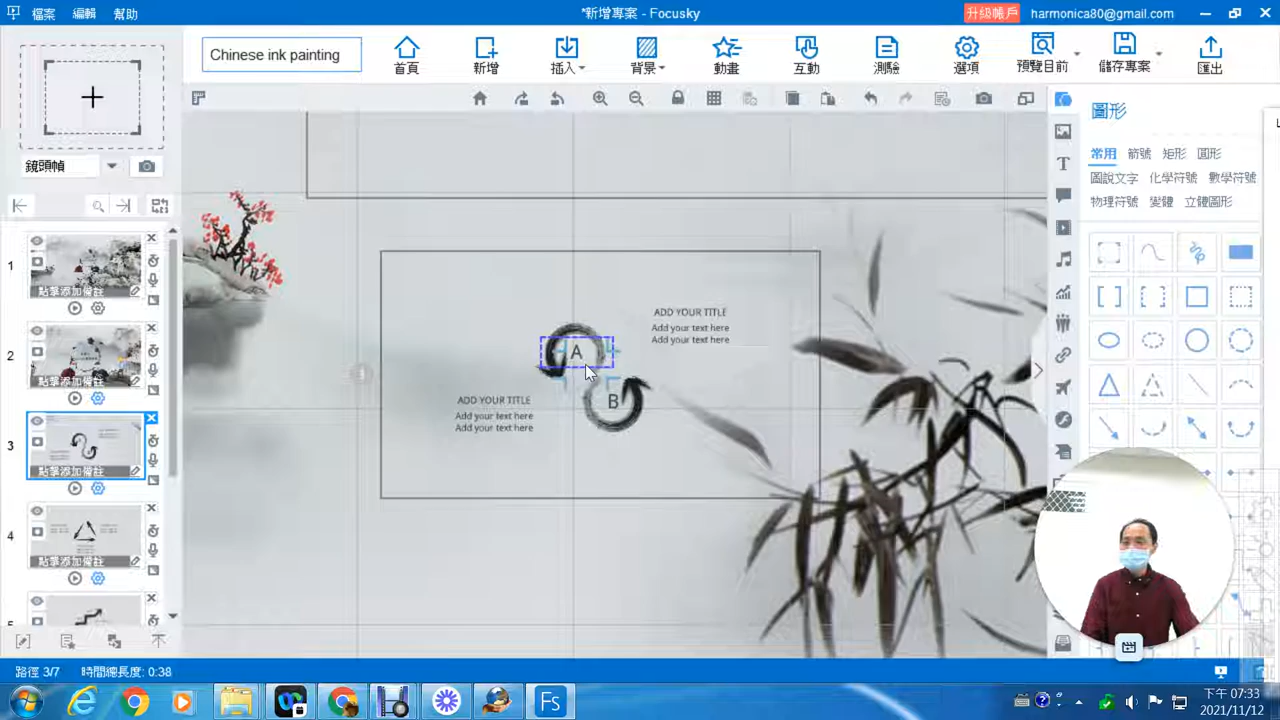 檔案 編輯 幫助
*新增專案 - Focusky
升級帳戶 harmonica80@gmail.com
Chinese ink painting
首頁 新增 插入 背景 動畫 互動 測驗 選項 預覽目前 儲存專案 匯出
鏡頭幀
圖形
常用 箭號 矩形 圓形
圖說文字 化學符號 數學符號
物理符號 變體 立體圖形
1
點擊添加備註
2
點擊添加備註
3
點擊添加備註
4
點擊添加備註
ADD YOUR TITLE
Add your text here
Add your text here
A
B
ADD YOUR TITLE
Add your text here
Add your text here
路徑 3/7 時間總長度: 0:38
Fs
下午 07:33
2021/11/12